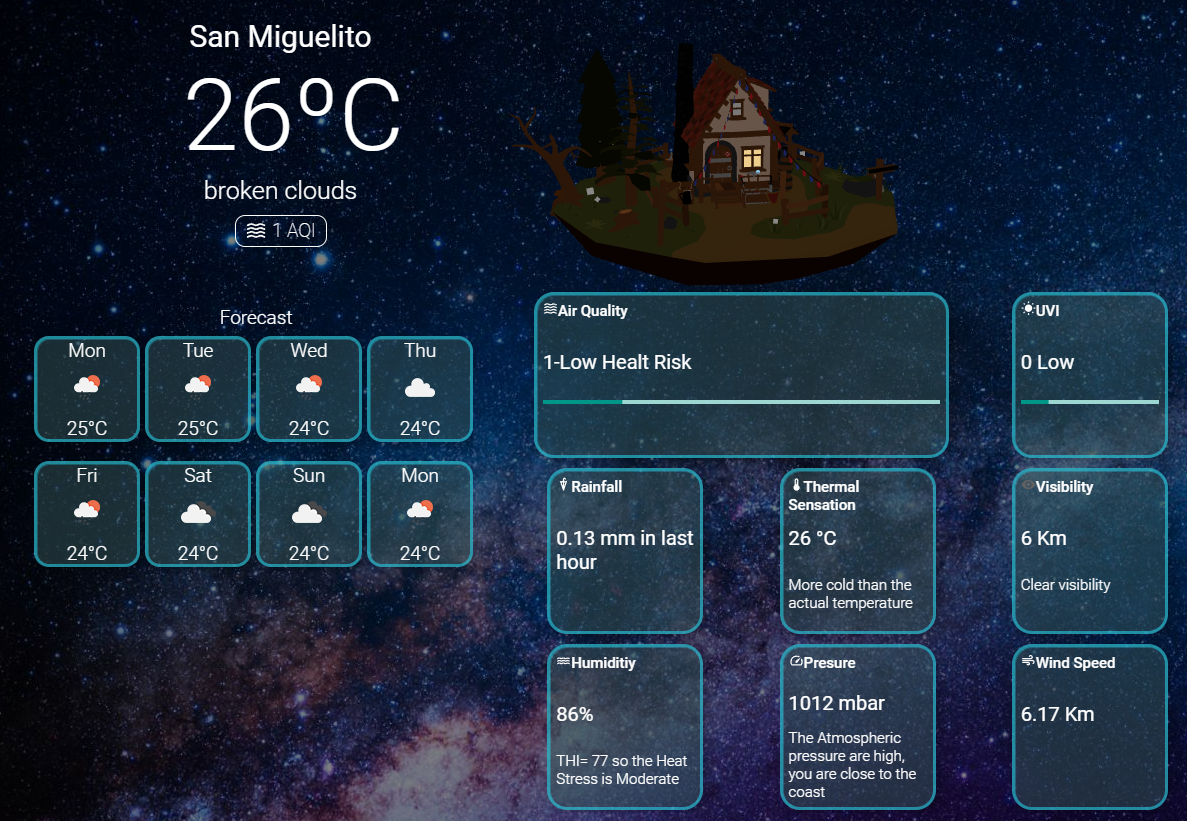 San Miguelito
26ºC
broken clouds
1 AQI
Forecast
Mon
25°C
Tue
25°C
Wed
24°C
Thu
24°C
Fri
24°C
Sat
24°C
Sun
24°C
Mon
24°C
Air Quality
1-Low Healt Risk
UVI
0 Low
Rainfall
0.13 mm in last
hour
Thermal
Sensation
26 °C
More cold than the
actual temperature
Visibility
6 Km
Clear visibility
Humiditiy
86%
THI= 77 so the Heat
Stress is Moderate
Presure
1012 mbar
The Atmospheric
pressure are high,
you are close to the
coast
Wind Speed
6.17 Km